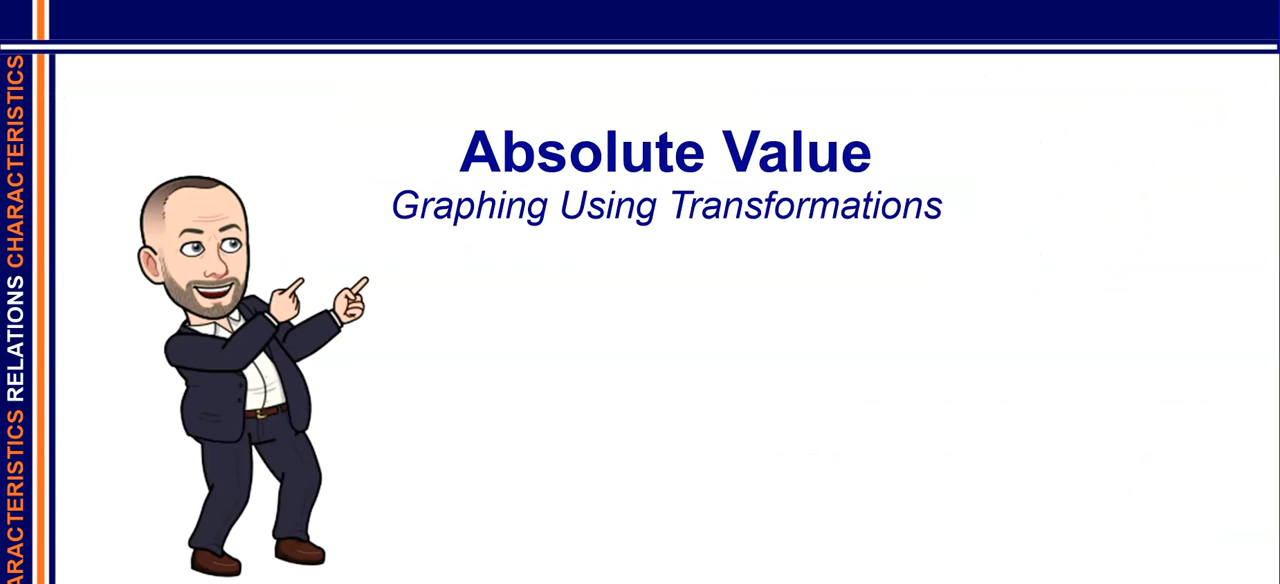 Absolute Value
Graphing Using Transformations
ARACTERISTICS RELATIONS CHARACTERISTICS